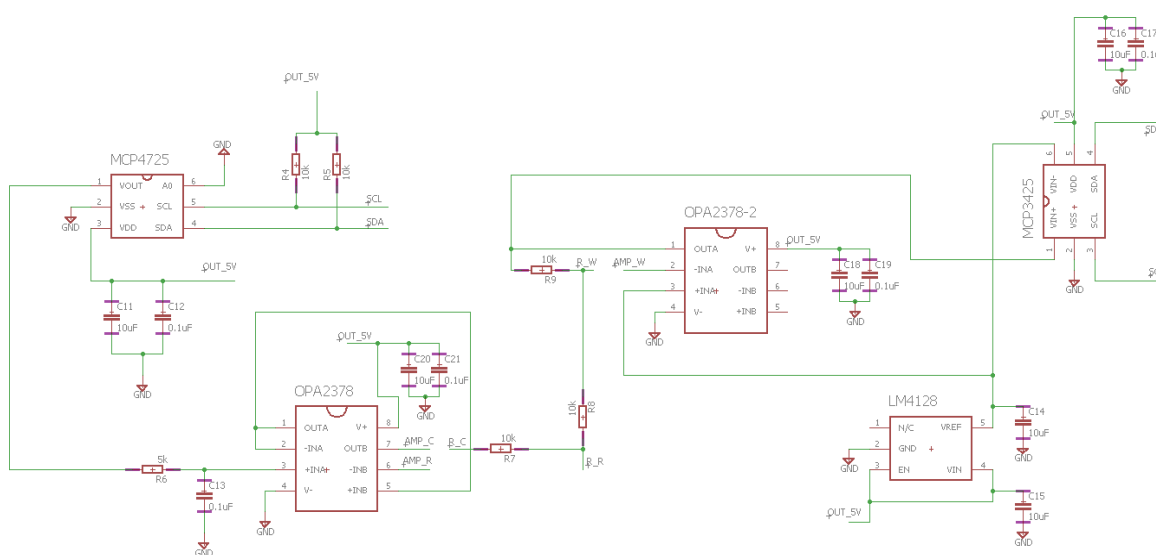 C16
10uF
C17
GND
OUT_5V
GND
OUT_5V
MCP4725
1 VOUT A0 6
2 VSS + SCL 5
3 VDD SDA 4
GND
R4
10k
R5
10k
SCL
SDA
OUT_5V
C11
10uF
C12
0.1uF
GND
OPA2378-2
1 OUTA V+ 8
2 -INA OUTB 7
3 +INA+ -INB 6
4 V- +INB 5
GND
OUT_5V
C18
10uF
C19
0.1uF
GND
10k
R9
R_W
AMP_W
MCP3425
6 5 4
VIN- VDD SDA
VIN+ VSS + SCL
1 2 3
GND
OUT_5V
C20
10uF
C21
0.1uF
GND
OPA2378
1 OUTA V+ 8
2 -INA OUTB 7
3 +INA+ -INB 6
4 V- +INB 5
GND
AMP_C
AMP_R
R_C
10k
R7
10k
R8
R_R
5k
R6
C13
0.1uF
GND
LM4128
1 N/C VREF 5
2 GND +
3 EN VIN 4
GND
C14
10uF
OUT_5V
C15
10uF
GND